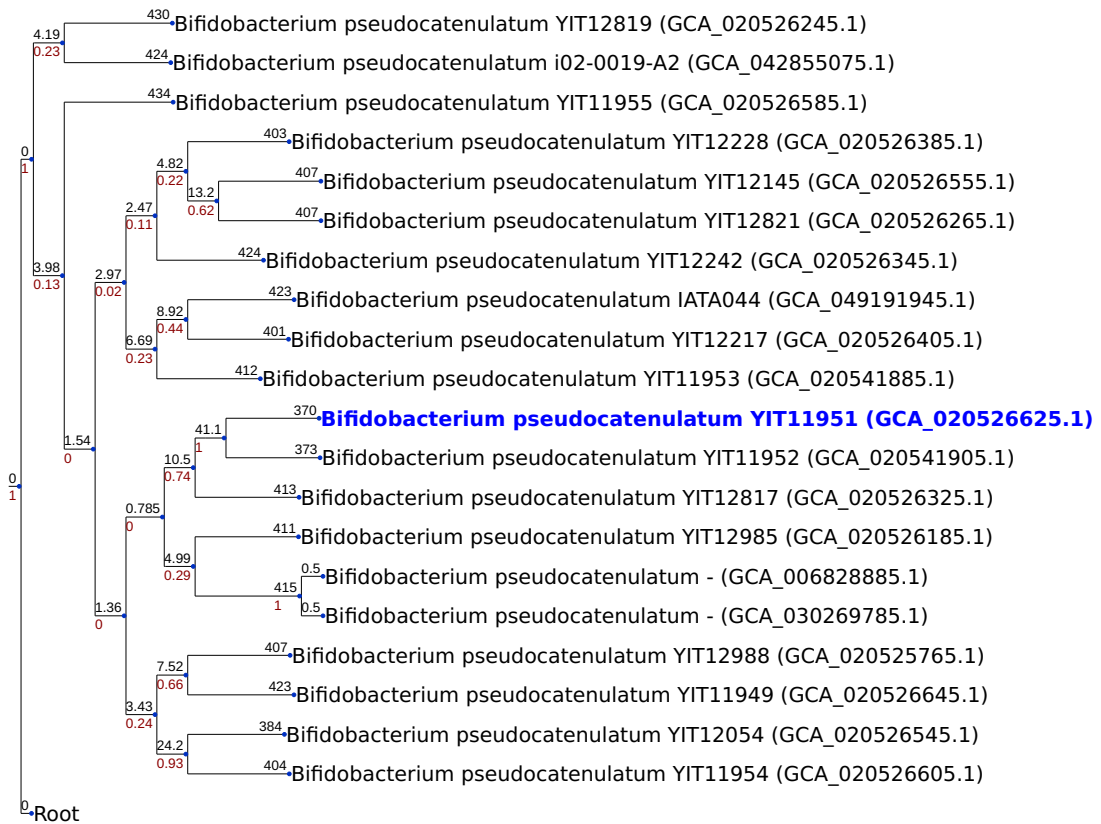 430 Bifidobacterium pseudocatenulatum YIT12819 (GCA_020526245.1)
4.19
0.23
424 Bifidobacterium pseudocatenulatum i02-0019-A2 (GCA_042855075.1)
434 Bifidobacterium pseudocatenulatum YIT11955 (GCA_020526585.1)
403 Bifidobacterium pseudocatenulatum YIT12228 (GCA_020526385.1)
0
1
4.82
0.22
407 Bifidobacterium pseudocatenulatum YIT12145 (GCA_020526555.1)
13.2
0.62
2.47
0.11
407 Bifidobacterium pseudocatenulatum YIT12821 (GCA_020526265.1)
424 Bifidobacterium pseudocatenulatum YIT12242 (GCA_020526345.1)
3.98
0.13
2.97
0.02
423 Bifidobacterium pseudocatenulatum IATA044 (GCA_049191945.1)
8.92
0.44
401 Bifidobacterium pseudocatenulatum YIT12217 (GCA_020526405.1)
6.69
0.23
412 Bifidobacterium pseudocatenulatum YIT11953 (GCA_020541885.1)
370 Bifidobacterium pseudocatenulatum YIT11951 (GCA_020526625.1)
41.1
1
1.54
0
373 Bifidobacterium pseudocatenulatum YIT11952 (GCA_020541905.1)
10.5
0.74
0
1
413 Bifidobacterium pseudocatenulatum YIT12817 (GCA_020526325.1)
0.785
0
411 Bifidobacterium pseudocatenulatum YIT12985 (GCA_020526185.1)
4.99
0.29
0.5 Bifidobacterium pseudocatenulatum - (GCA_006828885.1)
415
1
1.36
0
0.5 Bifidobacterium pseudocatenulatum - (GCA_030269785.1)
407 Bifidobacterium pseudocatenulatum YIT12988 (GCA_020525765.1)
7.52
0.66
423 Bifidobacterium pseudocatenulatum YIT11949 (GCA_020526645.1)
3.43
0.24
384 Bifidobacterium pseudocatenulatum YIT12054 (GCA_020526545.1)
24.2
0.93
404 Bifidobacterium pseudocatenulatum YIT11954 (GCA_020526605.1)
0 Root